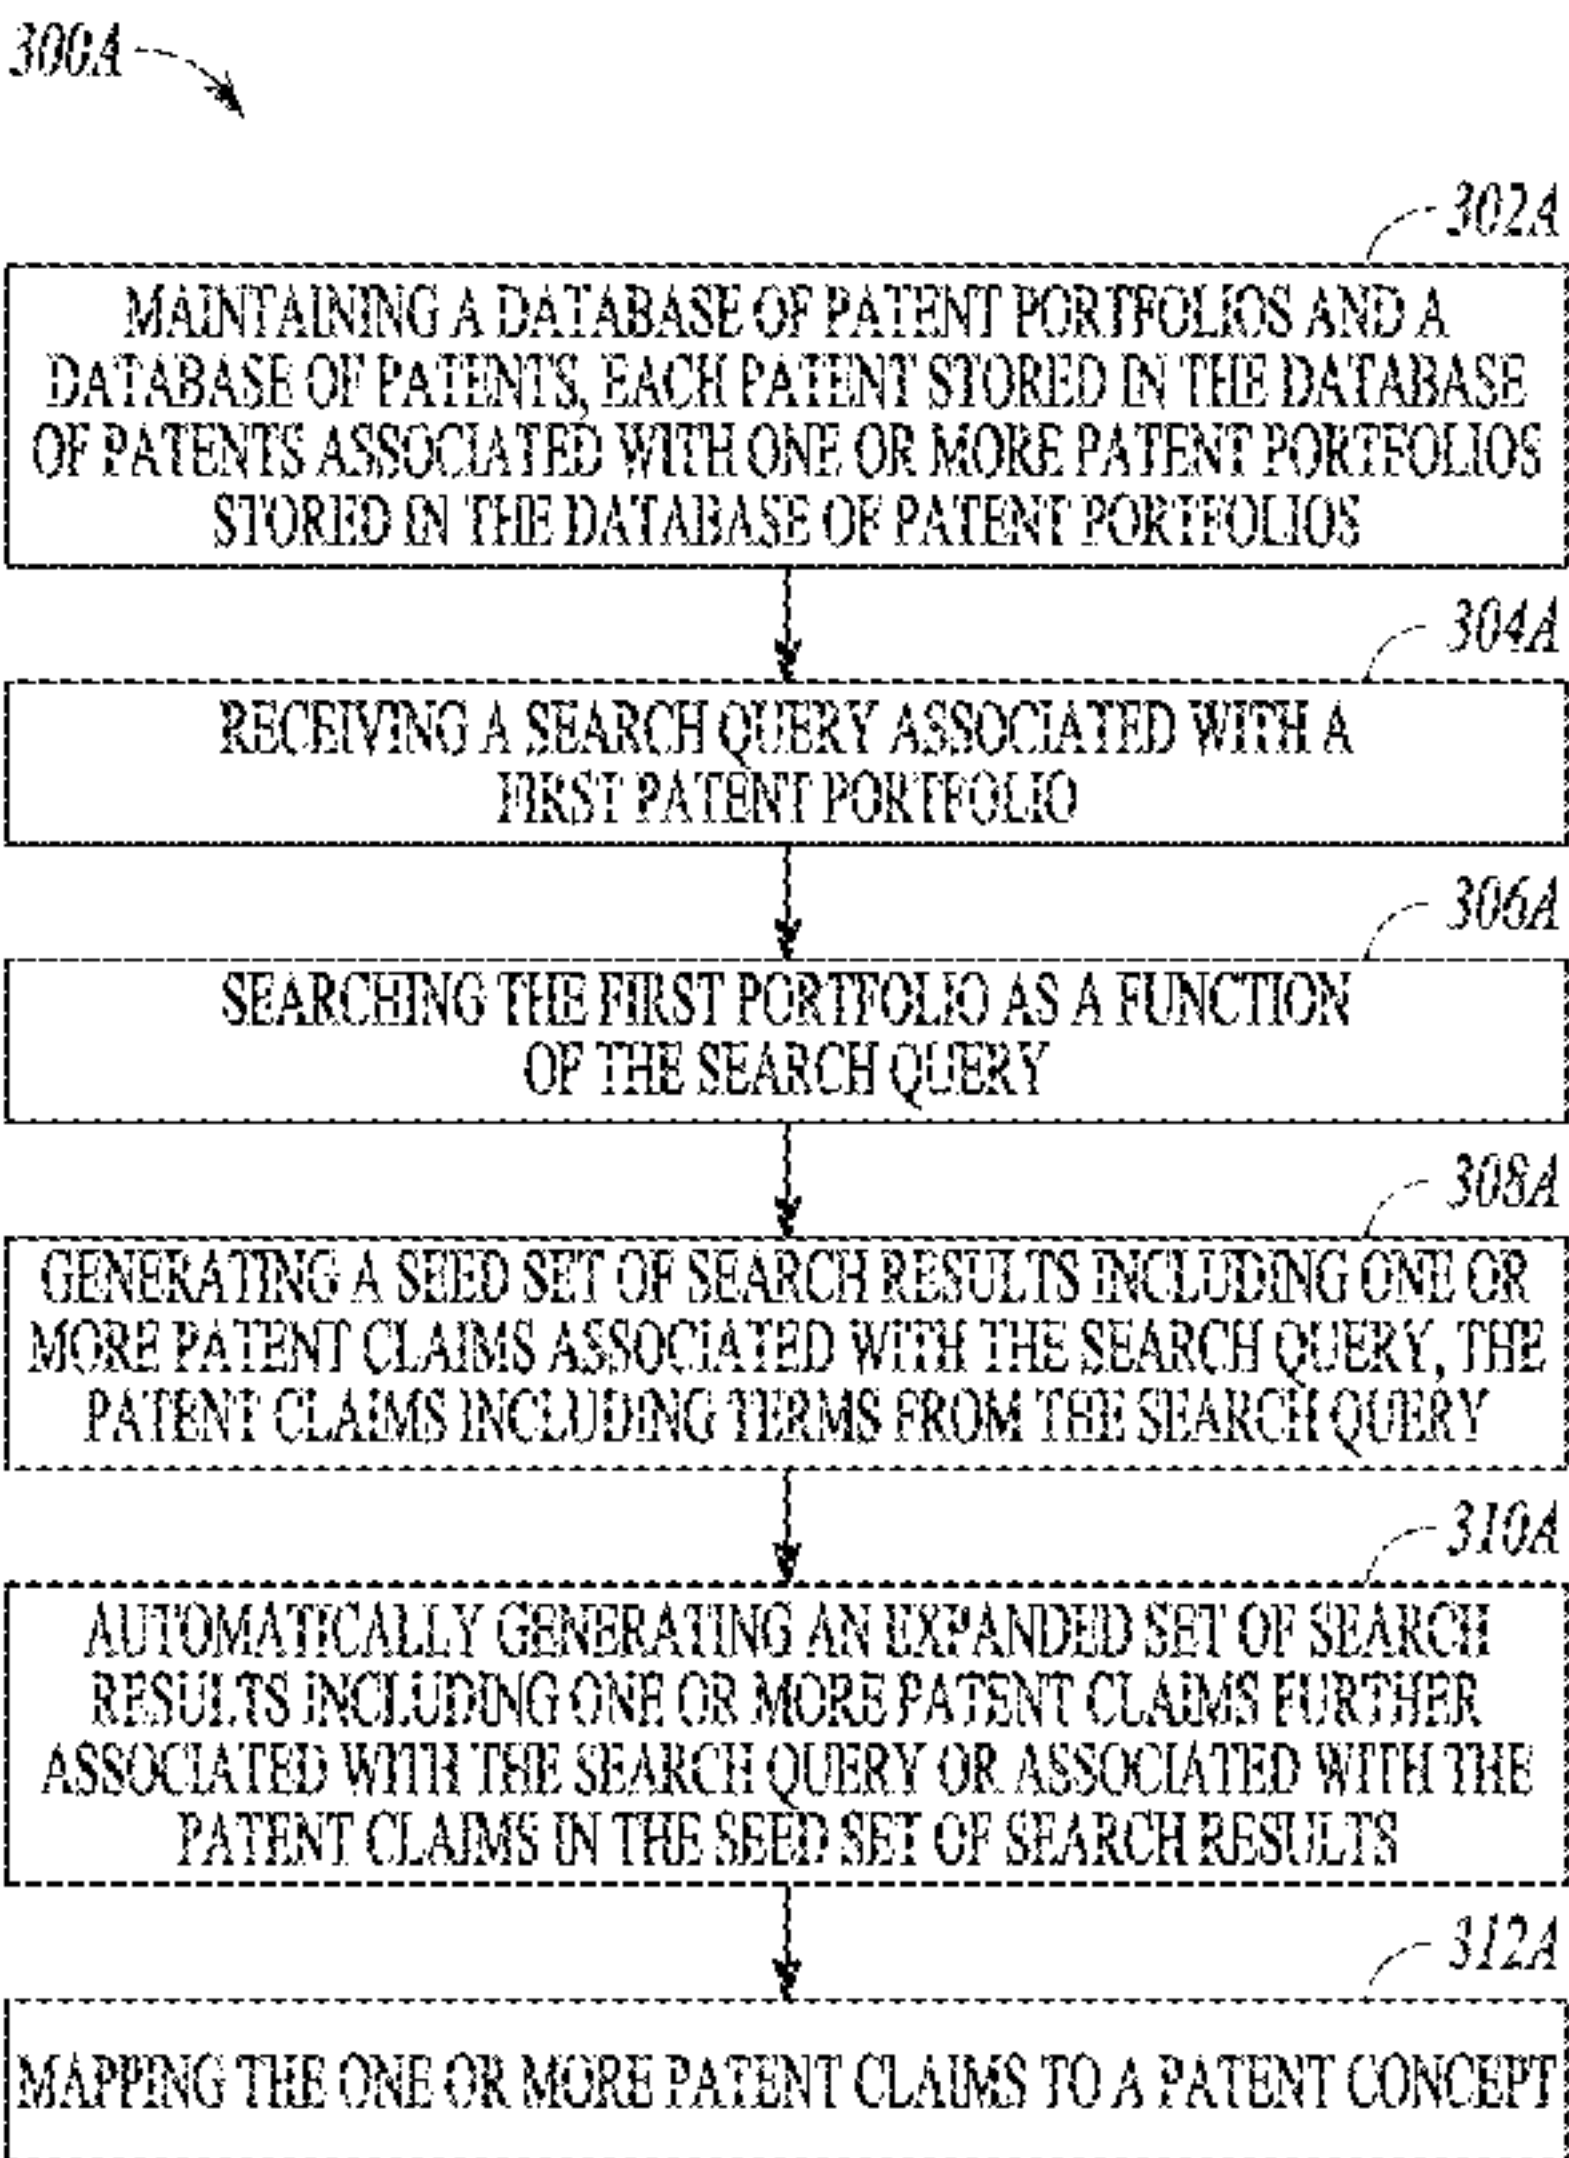 300A
302A
MAINTAINING A DATABASE OF PATENT PORTFOLIOS AND A
DATABASE OF PATENTS, EACH PATENT STORED IN THE DATABASE
OF PATENTS ASSOCIATED WITH ONE OR MORE PATENT PORTFOLIOS
STORED IN THE DATABASE OF PATENT PORTFOLIOS
304A
RECEIVING A SEARCH QUERY ASSOCIATED WITH A
FIRST PATENT PORTFOLIO
306A
SEARCHING THE FIRST PORTFOLIO AS A FUNCTION
OF THE SEARCH QUERY
308A
GENERATING A SEED SET OF SEARCH RESULTS INCLUDING ONE OR
MORE PATENT CLAIMS ASSOCIATED WITH THE SEARCH QUERY, THE
PATENT CLAIMS INCLUDING TERMS FROM THE SEARCH QUERY
310A
AUTOMATICALLY GENERATING AN EXPANDED SET OF SEARCH
RESULTS INCLUDING ONE OR MORE PATENT CLAIMS FURTHER
ASSOCIATED WITH THE SEARCH QUERY OR ASSOCIATED WITH THE
PATENT CLAIMS IN THE SEED SET OF SEARCH RESULTS
312A
MAPPING THE ONE OR MORE PATENT CLAIMS TO A PATENT CONCEPT